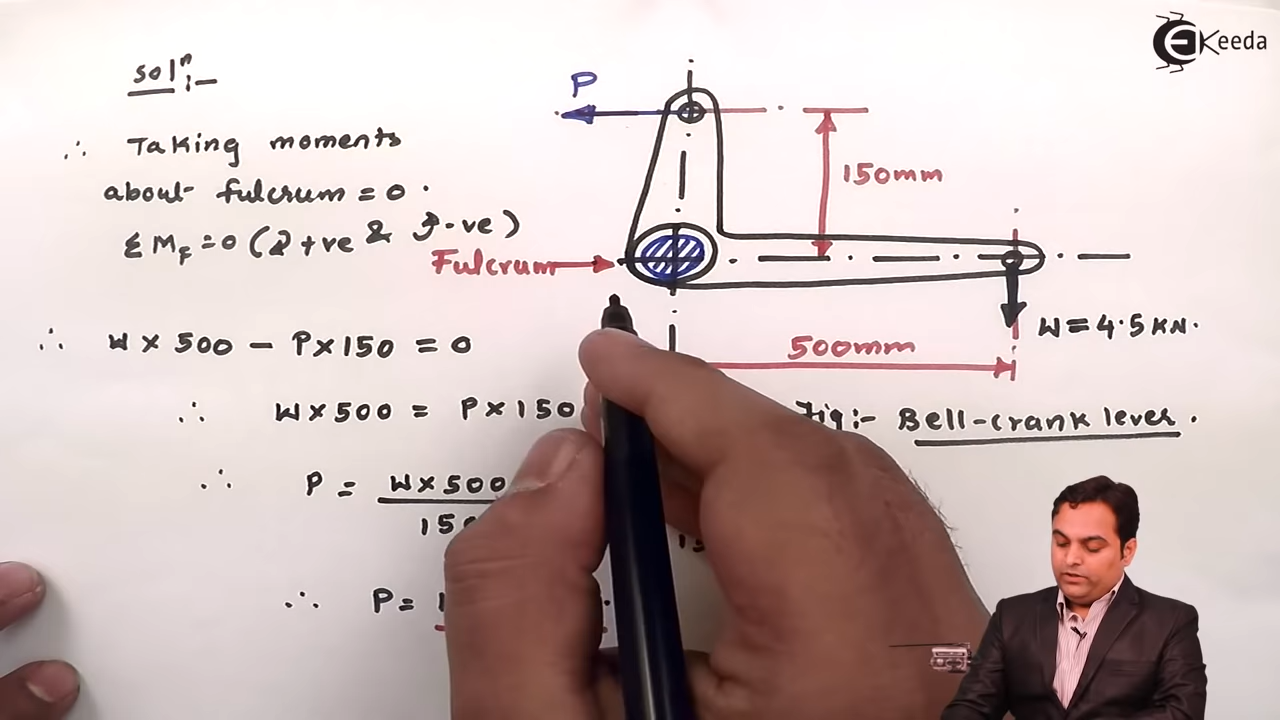 solⁿ:-
∴ Taking moments
about fulcrum = 0.
ΣM_F = 0 (↻ +ve & ↺ -ve)
∴ W × 500 - P × 150 = 0
∴ W × 500 = P × 150
∴ P = W × 500
∴ P =
P
150mm
Fulcrum
W = 4.5 KN.
500mm
Fig:- Bell-crank lever.
EKeeda